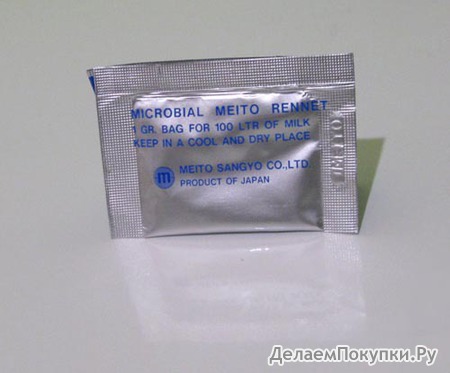 MICROBIAL MEITO RENNET
1 GR. BAG FOR 100 LTR OF MILK
KEEP IN A COOL AND DRY PLACE
m MEITO SANGYO CO.,LTD
PRODUCT OF JAPAN
ДелаемПокупки.Ру